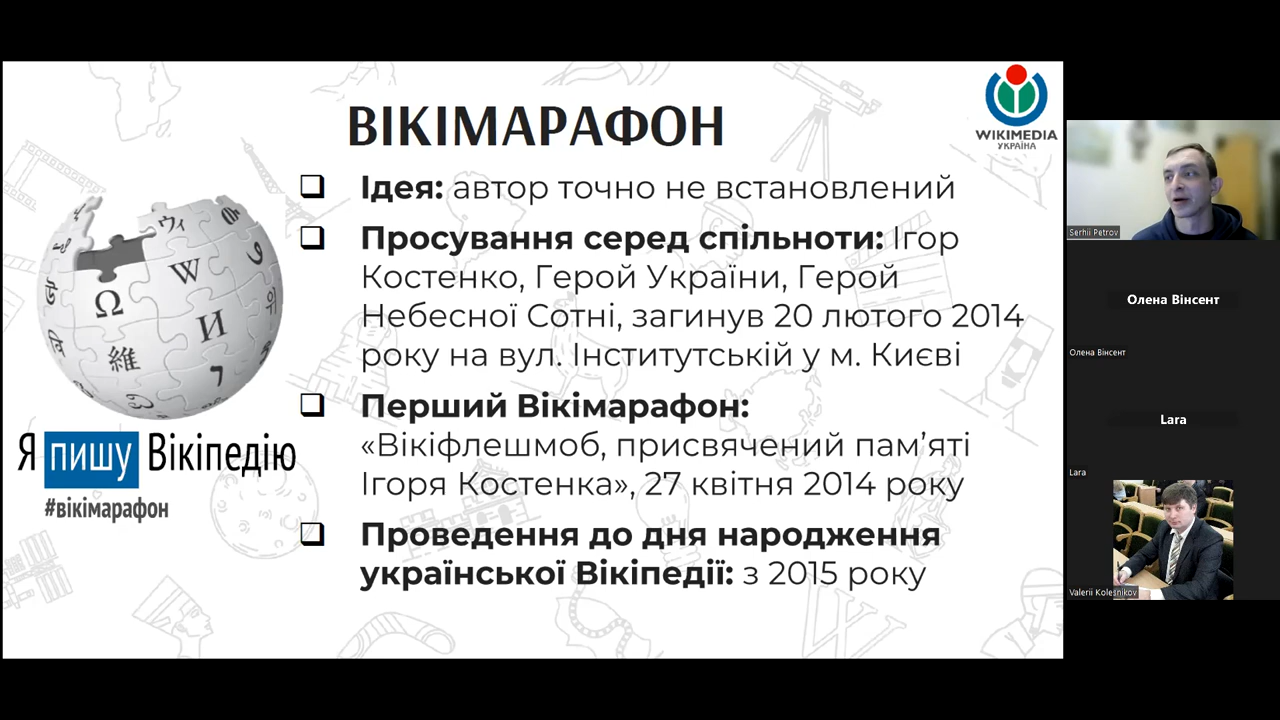 ВІКІМАРАФОН
WIKIMEDIA
УКРАЇНА
❑ Ідея: автор точно не встановлений
❑ Просування серед спільноти: Ігор
Костенко, Герой України, Герой
Небесної Сотні, загинув 20 лютого 2014
року на вул. Інститутській у м. Києві
❑ Перший Вікімарафон:
«Вікіфлешмоб, присвячений пам’яті
Ігоря Костенка», 27 квітня 2014 року
❑ Проведення до дня народження
української Вікіпедії: з 2015 року
Ω
W
И
維
Я пишу Вікіпедію
#вікімарафон
Serhii Petrov
Олена Вінсент
Олена Вінсент
Lara
Lara
Valerii Kolesnikov